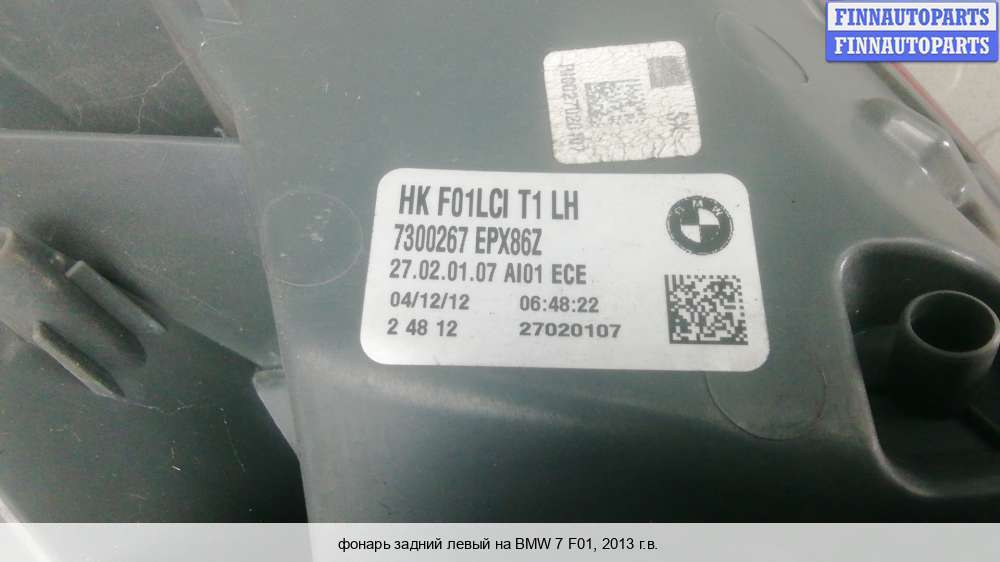 FINNAUTOPARTS
FINNAUTOPARTS
HK F01LCI T1 LH
7300267 EPX86Z
27.02.01.07 AI01 ECE
04/12/12 06:48:22
2 48 12 27020107
BMW
фонарь задний левый на BMW 7 F01, 2013 г.в.